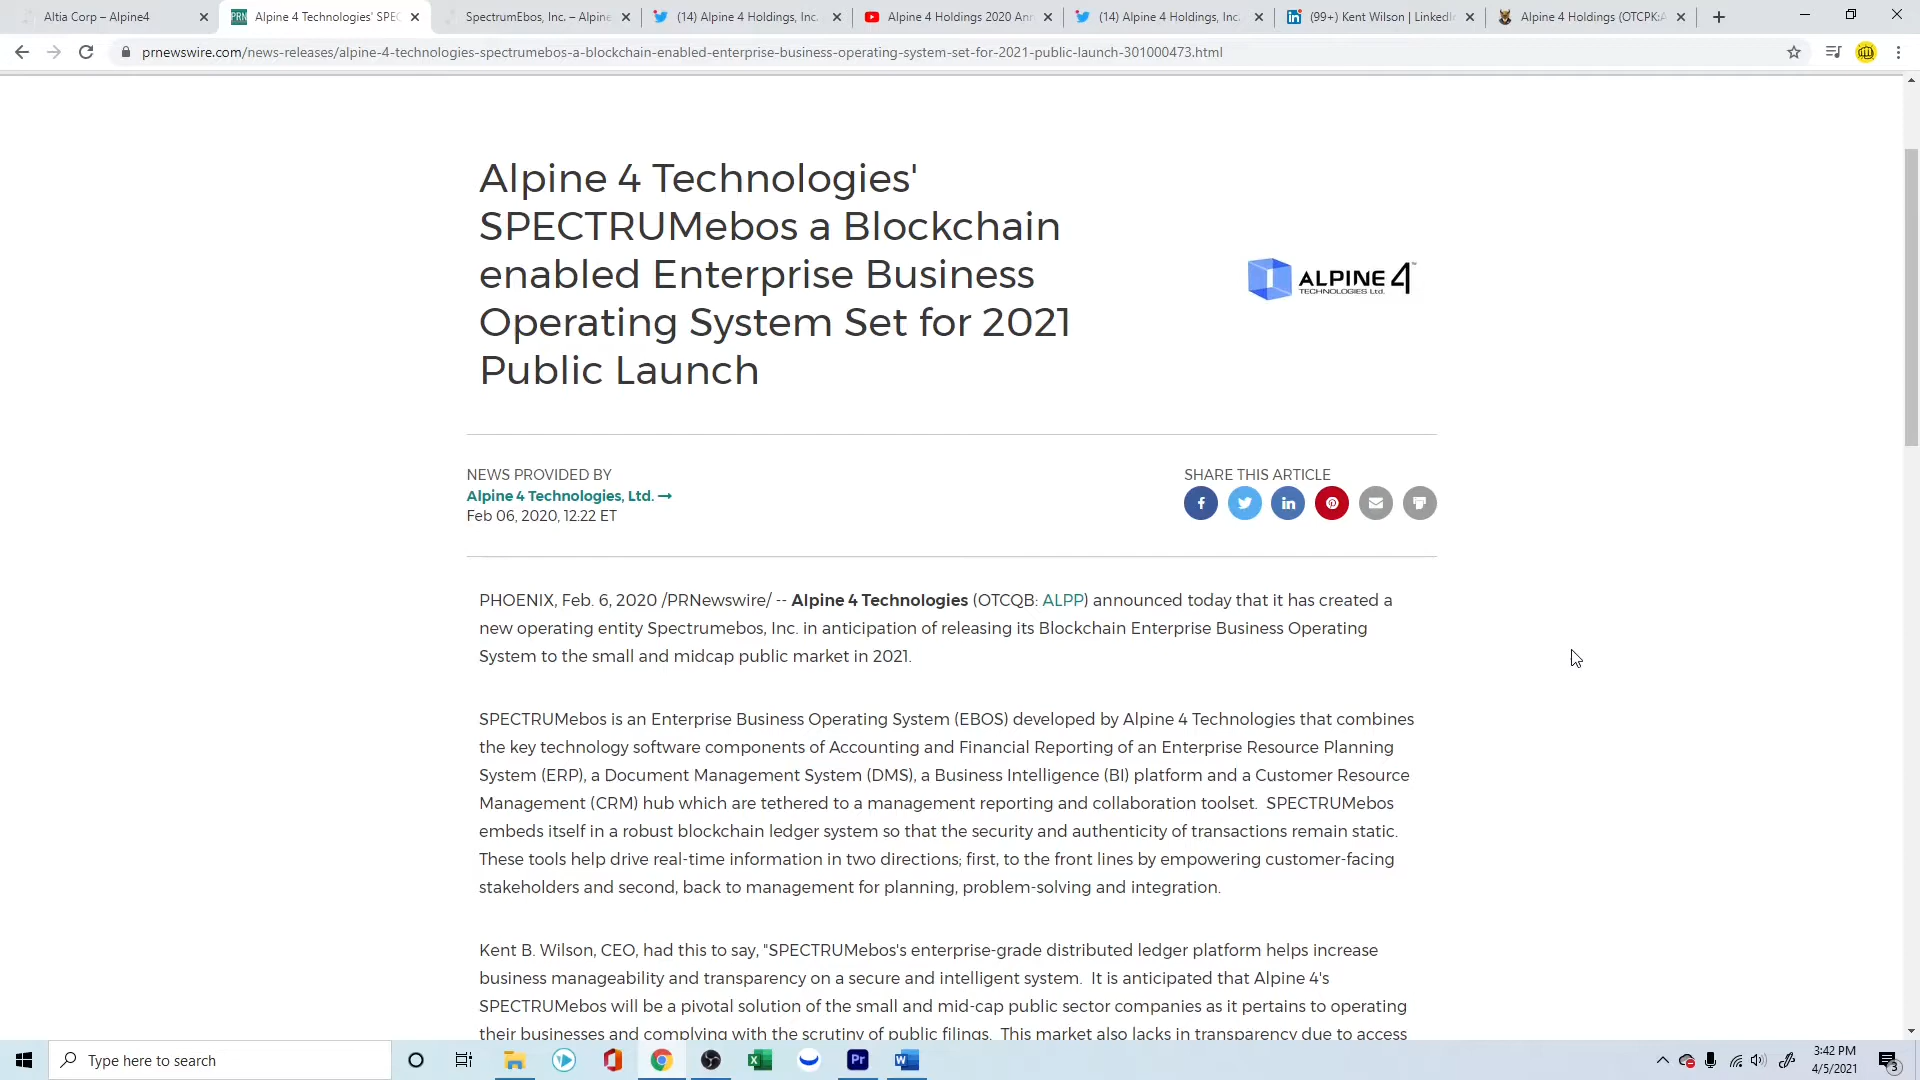 Altia Corp – Alpine4
PRN Alpine 4 Technologies' SPEC
SpectrumEbos, Inc. – Alpine
(14) Alpine 4 Holdings, Inc.
Alpine 4 Holdings 2020 Ann
(14) Alpine 4 Holdings, Inc.
(99+) Kent Wilson | LinkedIn
Alpine 4 Holdings (OTCPK:A
prnewswire.com/news-releases/alpine-4-technologies-spectrumebos-a-blockchain-enabled-enterprise-business-operating-system-set-for-2021-public-launch-301000473.html
Alpine 4 Technologies'
SPECTRUMebos a Blockchain
enabled Enterprise Business
Operating System Set for 2021
Public Launch
ALPINE 4
TECHNOLOGIES Ltd.
NEWS PROVIDED BY
Alpine 4 Technologies, Ltd. →
Feb 06, 2020, 12:22 ET
SHARE THIS ARTICLE
PHOENIX, Feb. 6, 2020 /PRNewswire/ -- Alpine 4 Technologies (OTCQB: ALPP) announced today that it has created a
new operating entity Spectrumebos, Inc. in anticipation of releasing its Blockchain Enterprise Business Operating
System to the small and midcap public market in 2021.
SPECTRUMebos is an Enterprise Business Operating System (EBOS) developed by Alpine 4 Technologies that combines
the key technology software components of Accounting and Financial Reporting of an Enterprise Resource Planning
System (ERP), a Document Management System (DMS), a Business Intelligence (BI) platform and a Customer Resource
Management (CRM) hub which are tethered to a management reporting and collaboration toolset.  SPECTRUMebos
embeds itself in a robust blockchain ledger system so that the security and authenticity of transactions remain static.
These tools help drive real-time information in two directions; first, to the front lines by empowering customer-facing
stakeholders and second, back to management for planning, problem-solving and integration.
Kent B. Wilson, CEO, had this to say, "SPECTRUMebos's enterprise-grade distributed ledger platform helps increase
business manageability and transparency on a secure and intelligent system.  It is anticipated that Alpine 4's
SPECTRUMebos will be a pivotal solution of the small and mid-cap public sector companies as it pertains to operating
their businesses and complying with the scrutiny of public filings.  This market also lacks in transparency due to access
Type here to search
Pr
3:42 PM
4/5/2021
3